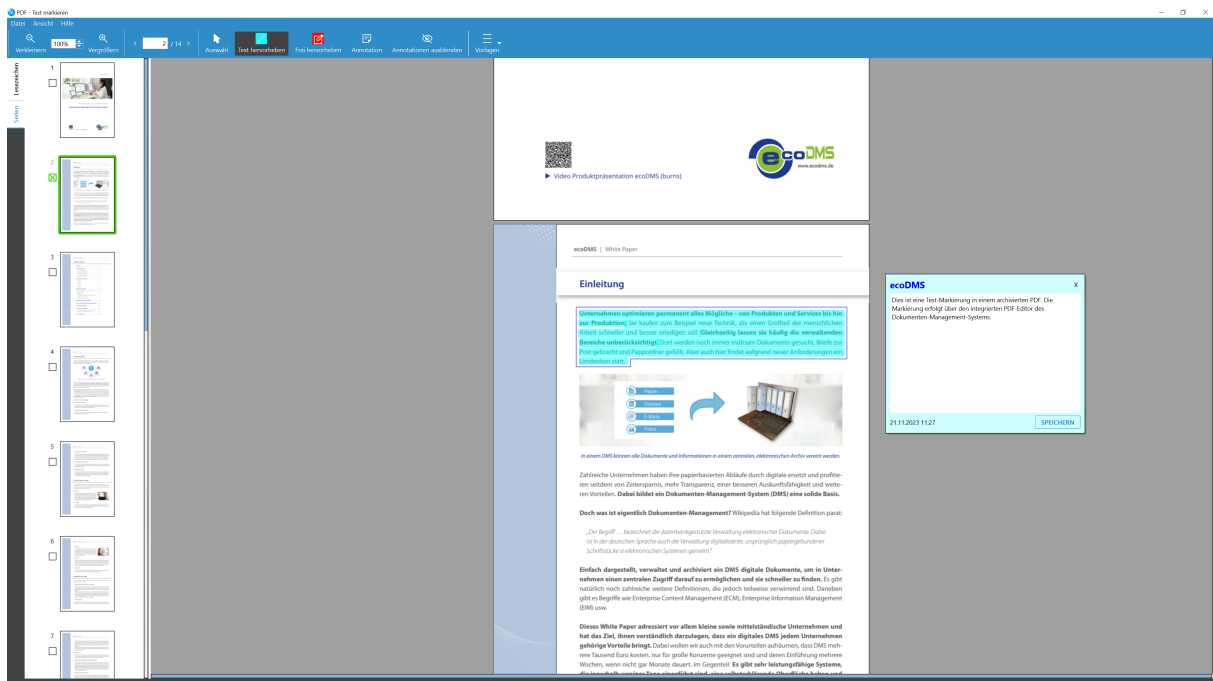 PDF - Text markieren
Datei Ansicht Hilfe
Verkleinern
100%
Vergrößern
2 / 14
Auswahl
Text hervorheben
Frei hervorheben
Annotation
Annotationen ausblenden
Vorlagen
Lesezeichen
Seiten
1
2
3
4
5
6
7
ecoDMS
www.ecodms.de
Video Produktpräsentation ecoDMS (burns)
ecoDMS | White Paper
Einleitung
Unternehmen optimieren permanent alles Mögliche – von Produkten und Services bis hin
zur Produktion. Sie kaufen zum Beispiel neue Technik, die einen Großteil der menschlichen
Arbeit schneller und besser erledigen soll. Gleichzeitig lassen sie häufig die verwaltenden
Bereiche unberücksichtigt. Dort werden noch immer mühsam Dokumente gesucht, Briefe zur
Post gebracht und Pappordner gefüllt. Aber auch hier findet aufgrund neuer Anforderungen ein
Umdenken statt.
Papier
Dateien
E-Mails
Fotos
In einem DMS können alle Dokumente und Informationen in einem zentralen, elektronischen Archiv vereint werden.
Zahlreiche Unternehmen haben ihre papierbasierten Abläufe durch digitale ersetzt und profitie-
ren seitdem von Zeitersparnis, mehr Transparenz, einer besseren Auskunftsfähigkeit und weite-
ren Vorteilen. Dabei bildet ein Dokumenten-Management-System (DMS) eine solide Basis.
Doch was ist eigentlich Dokumenten-Management? Wikipedia hat folgende Definition parat:
„Der Begriff … bezeichnet die datenbankgestützte Verwaltung elektronischer Dokumente. Dabei
ist in der deutschen Sprache auch die Verwaltung digitalisierter, ursprünglich papiergebundener
Schriftstücke in elektronischen Systemen gemeint."
Einfach dargestellt, verwaltet und archiviert ein DMS digitale Dokumente, um in Unter-
nehmen einen zentralen Zugriff darauf zu ermöglichen und sie schneller zu finden. Es gibt
natürlich noch zahlreiche weitere Definitionen, die jedoch teilweise verwirrend sind. Daneben
gibt es Begriffe wie Enterprise Content Management (ECM), Enterprise Information Management
(EIM) usw.
Dieses White Paper adressiert vor allem kleine sowie mittelständische Unternehmen und
hat das Ziel, ihnen verständlich darzulegen, dass ein digitales DMS jedem Unternehmen
gehörige Vorteile bringt. Dabei wollen wir auch mit den Vorurteilen aufräumen, dass DMS meh-
rere Tausend Euro kosten, nur für große Konzerne geeignet sind und deren Einführung mehrere
Wochen, wenn nicht gar Monate dauert. Im Gegenteil: Es gibt sehr leistungsfähige Systeme,
die innerhalb weniger Tage eingeführt sind, eine selbsterklärende Oberfläche haben und
ecoDMS
X
Dies ist eine Text-Markierung in einem archivierten PDF. Die
Markierung erfolgt über den integrierten PDF-Editor des
Dokumenten-Management-Systems.
21.11.2023 11:27
SPEICHERN